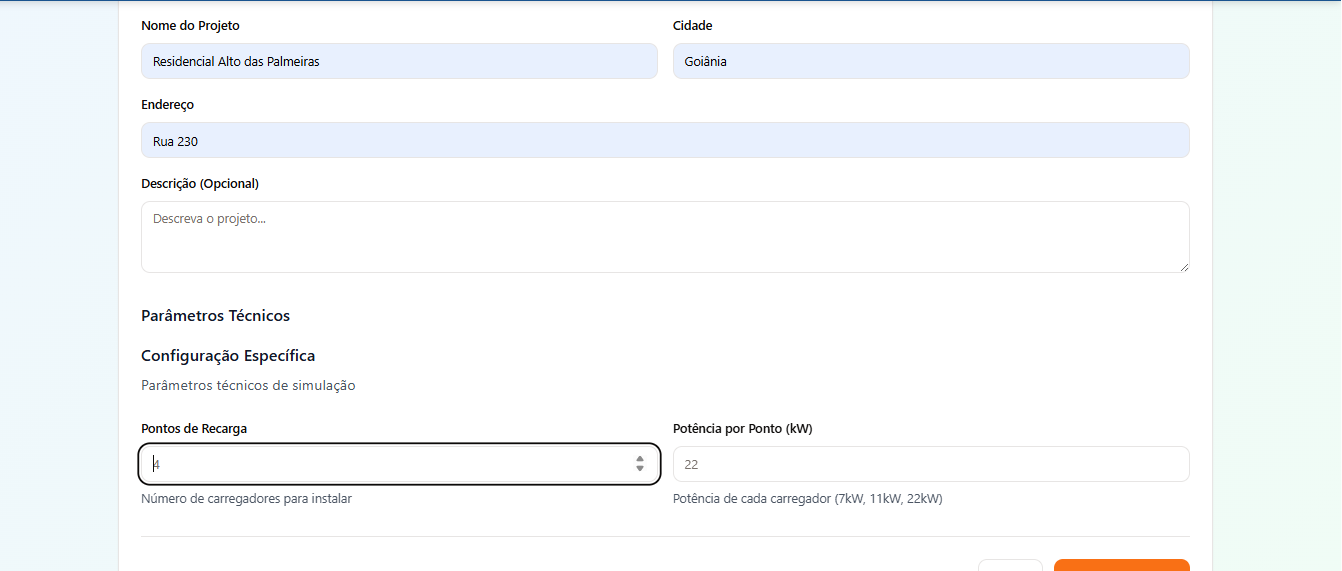 Nome do Projeto
Cidade
Residencial Alto das Palmeiras
Goiânia
Endereço
Rua 230
Descrição (Opcional)
Descreva o projeto...
Parâmetros Técnicos
Configuração Específica
Parâmetros técnicos de simulação
Pontos de Recarga
Potência por Ponto (kW)
4
22
Número de carregadores para instalar
Potência de cada carregador (7kW, 11kW, 22kW)